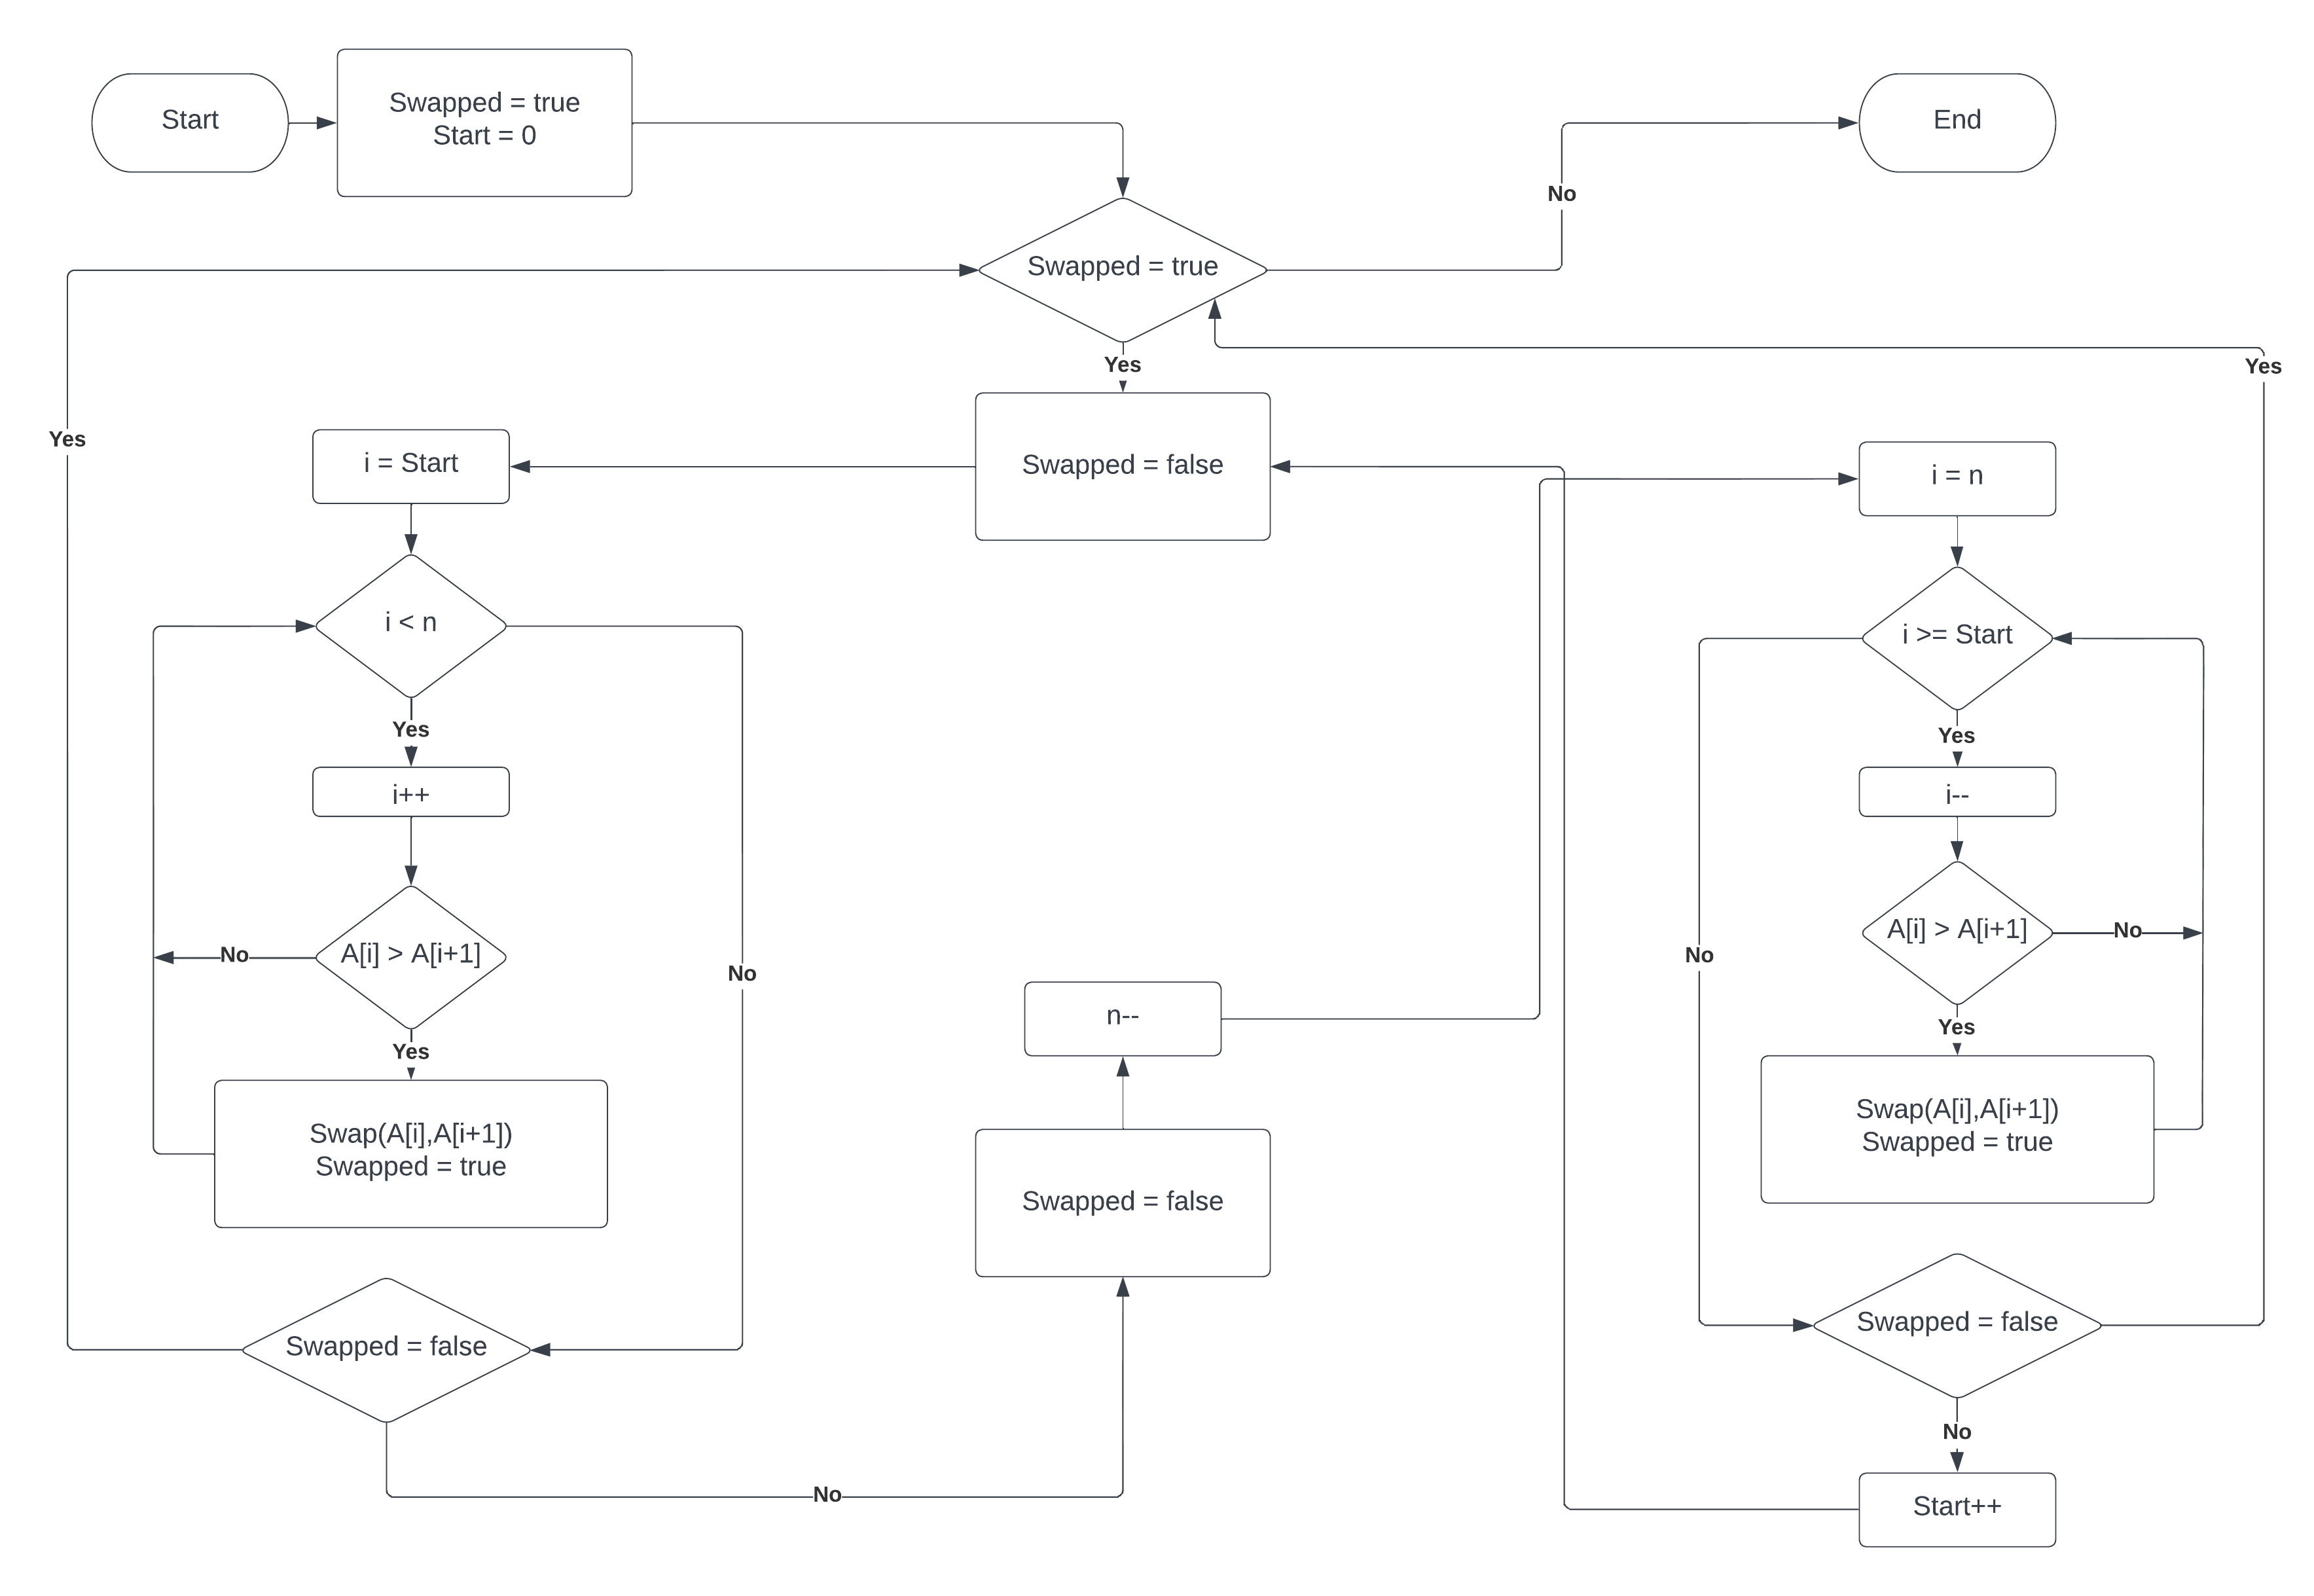 Start
Swapped = true
Start = 0
End
No
Swapped = true
Yes
Yes
Swapped = false
Yes
i = Start
i = n
i < n
i >= Start
Yes
Yes
i++
i--
A[i] > A[i+1]
No
No
A[i] > A[i+1]
No
No
Yes
Yes
n--
Swap(A[i],A[i+1])
Swapped = true
Swapped = false
Swap(A[i],A[i+1])
Swapped = true
Swapped = false
Swapped = false
No
No
Start++